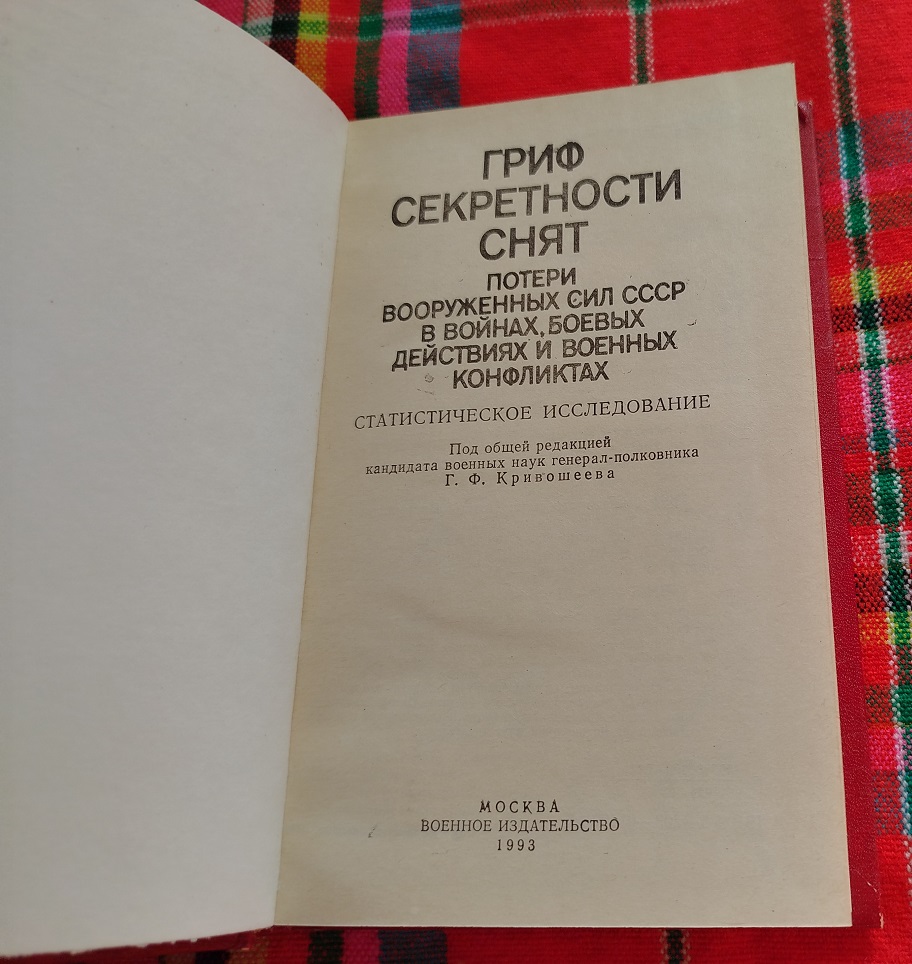 ГРИФ
СЕКРЕТНОСТИ
СНЯТ
ПОТЕРИ
ВООРУЖЕННЫХ СИЛ СССР
В ВОЙНАХ, БОЕВЫХ
ДЕЙСТВИЯХ И ВОЕННЫХ
КОНФЛИКТАХ
СТАТИСТИЧЕСКОЕ ИССЛЕДОВАНИЕ
Под общей редакцией
кандидата военных наук генерал-полковника
Г. Ф. Кривошеева
МОСКВА
ВОЕННОЕ ИЗДАТЕЛЬСТВО
1993